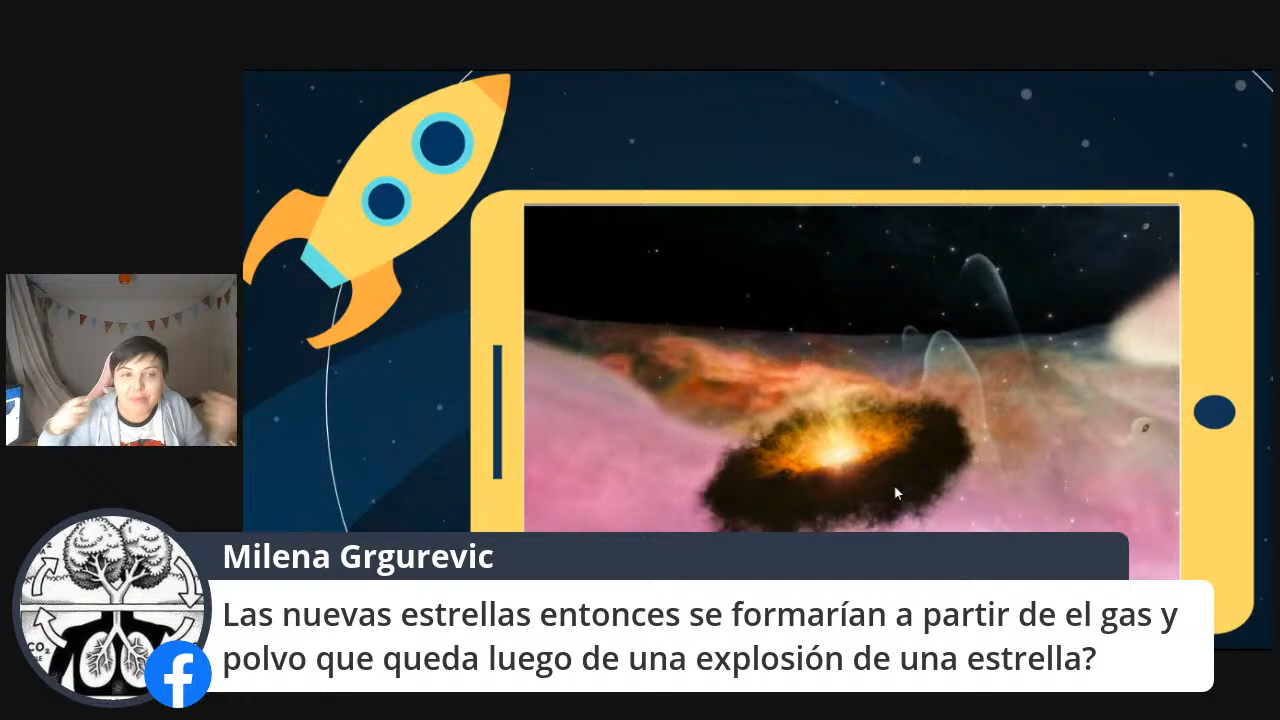 Milena Grgurevic
Las nuevas estrellas entonces se formarían a partir de el gas y
polvo que queda luego de una explosión de una estrella?